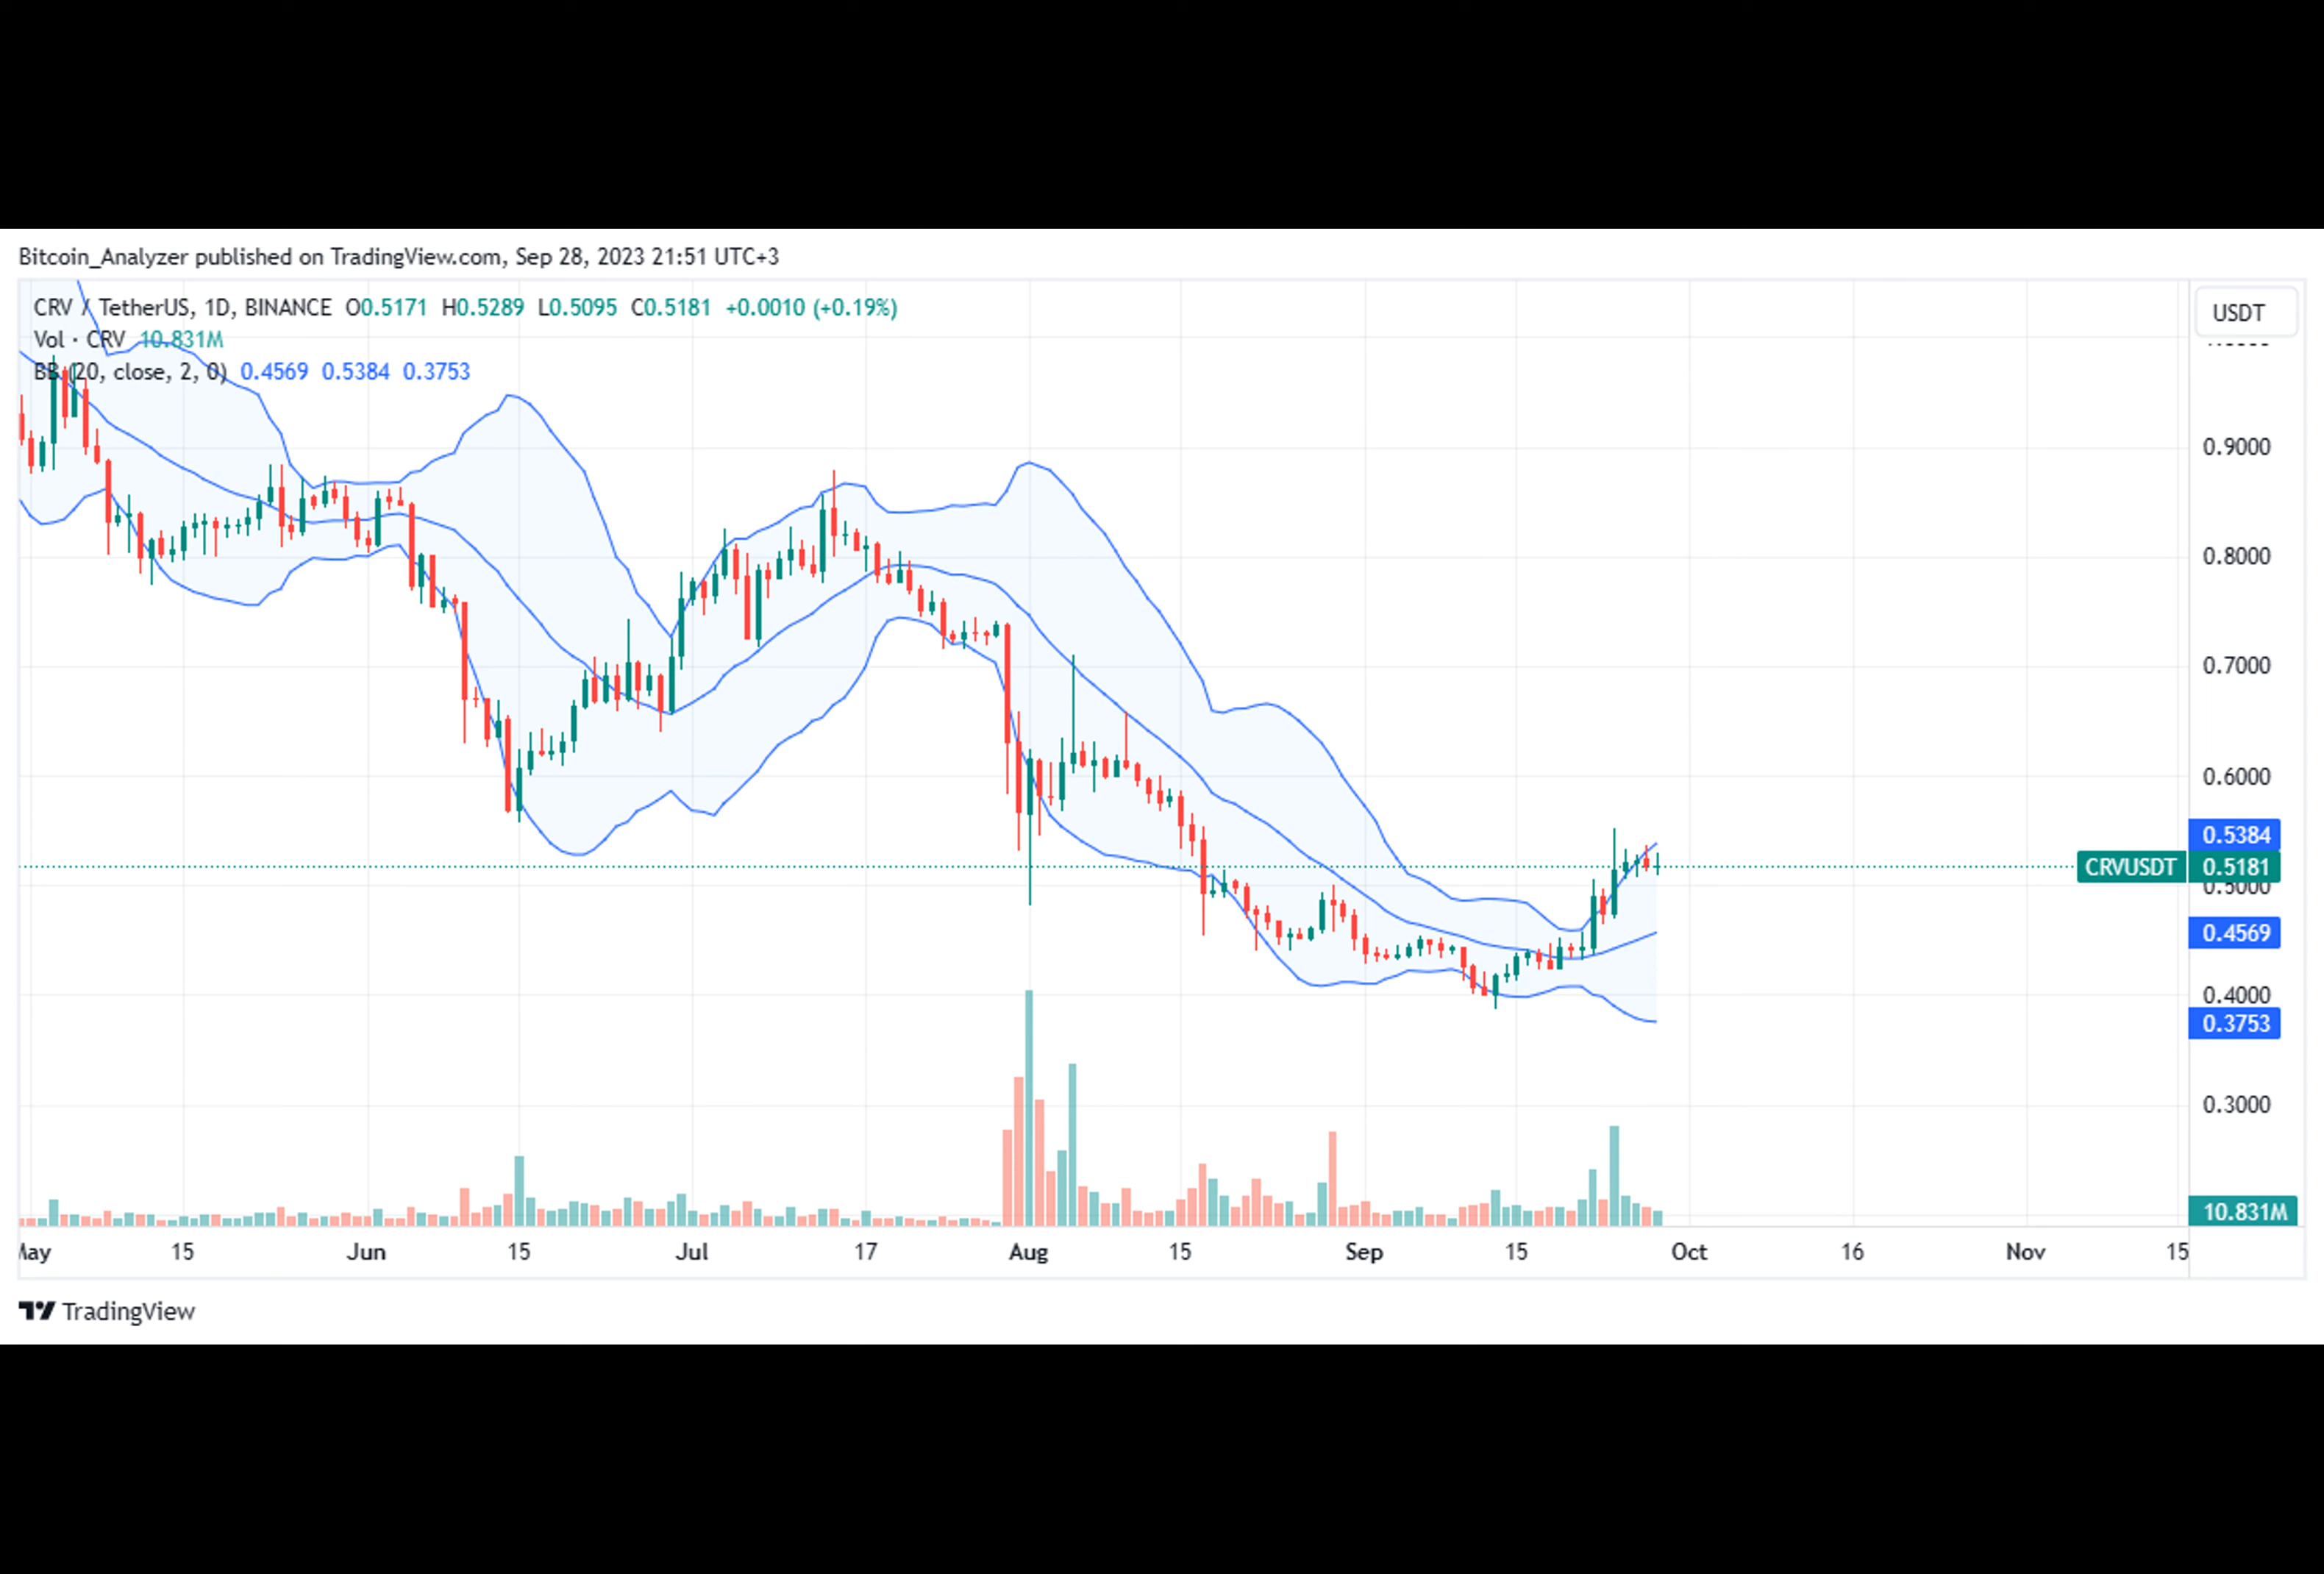 Bitcoin_Analyzer published on TradingView.com, Sep 28, 2023 21:51 UTC+3
CRV / TetherUS, 1D, BINANCE O0.5171 H0.5289 L0.5095 C0.5181 +0.0010 (+0.19%)
Vol · CRV 10.831M
BB (20, close, 2, 0) 0.4569 0.5384 0.3753
USDT
0.9000
0.8000
0.7000
0.6000
0.5384
CRVUSDT 0.5181
0.5000
0.4569
0.4000
0.3753
0.3000
10.831M
May 15 Jun 15 Jul 17 Aug 15 Sep 15 Oct 16 Nov 15
TradingView